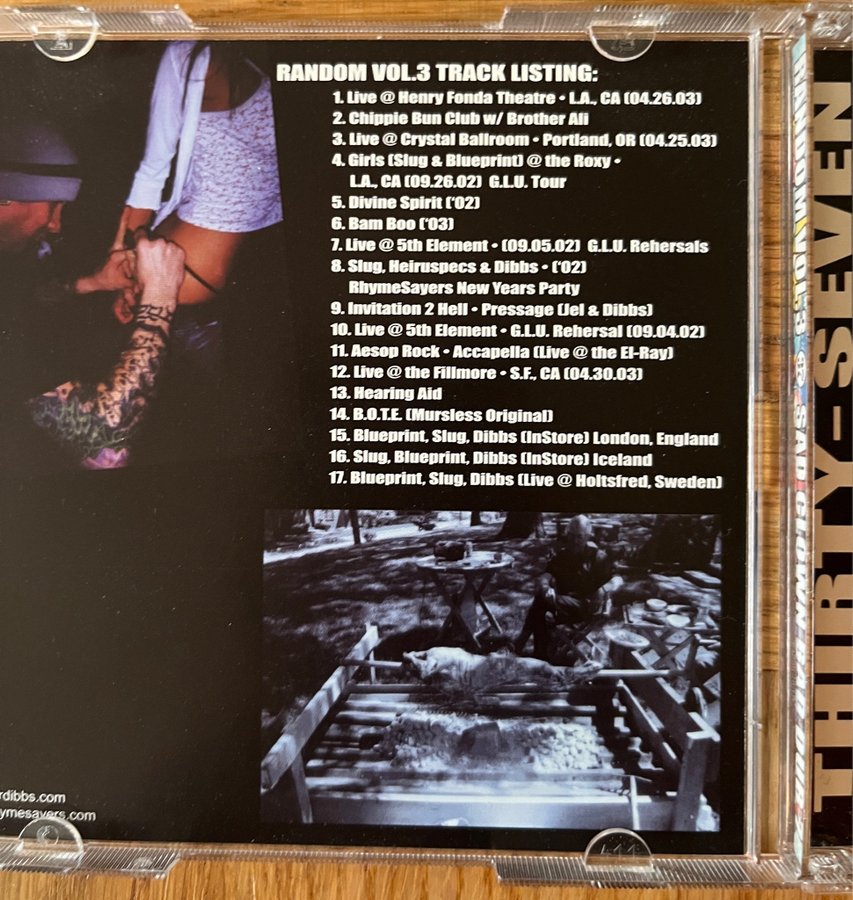 RANDOM VOL.3 TRACK LISTING:
1. Live @ Henry Fonda Theatre • L.A., CA (04.26.03)
2. Chippie Bun Club w/ Brother Ali
3. Live @ Crystal Ballroom • Portland, OR (04.25.03)
4. Girls (Slug & Blueprint) @ the Roxy •
L.A., CA (09.26.02) G.L.U. Tour
5. Divine Spirit ('02)
6. Bam Boo ('03)
7. Live @ 5th Element • (09.05.02) G.L.U. Rehersals
8. Slug, Heiruspecs & Dibbs • ('02)
RhymeSayers New Years Party
9. Invitation 2 Hell • Pressage (Jel & Dibbs)
10. Live @ 5th Element • G.L.U. Rehersal (09.04.02)
11. Aesop Rock • Accapella (Live @ the El-Ray)
12. Live @ the Fillmore • S.F., CA (04.30.03)
13. Hearing Aid
14. B.O.T.E. (Mursless Original)
15. Blueprint, Slug, Dibbs (InStore) London, England
16. Slug, Blueprint, Dibbs (InStore) Iceland
17. Blueprint, Slug, Dibbs (Live @ Holtsfred, Sweden)
rdibbs.com
ymesavers.com
VOL.3
SAD CLOWN
THIRTY-SEVEN